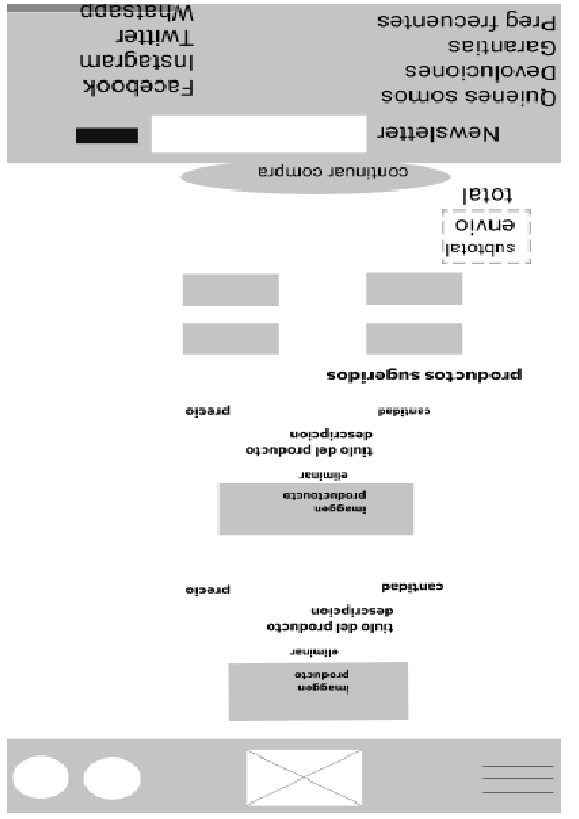 imaggen
producto
eliminar
tiulo del producto
descripcion
cantidad precio
imagen
productoucto
eliminar
tiulo del producto
descripcion
cantidad precio
productos sugeridos
subtotal
envio
total
continuar compra
Newsletter
Quienes somos
Devoluciones
Garantias
Preg frecuentes
Facebook
Instagram
Twitter
Whatsapp